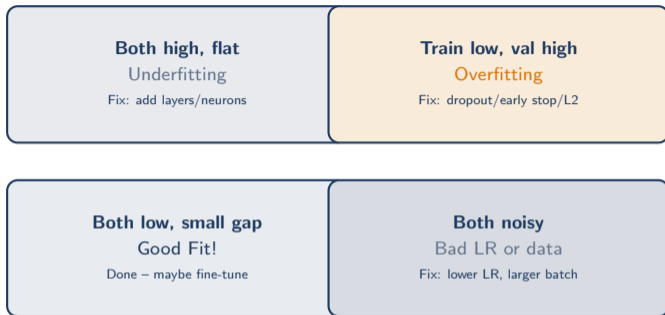 Both high, flat
Underfitting
Fix: add layers/neurons
Train low, val high
Overfitting
Fix: dropout/early stop/L2
Both low, small gap
Good Fit!
Done – maybe fine-tune
Both noisy
Bad LR or data
Fix: lower LR, larger batch